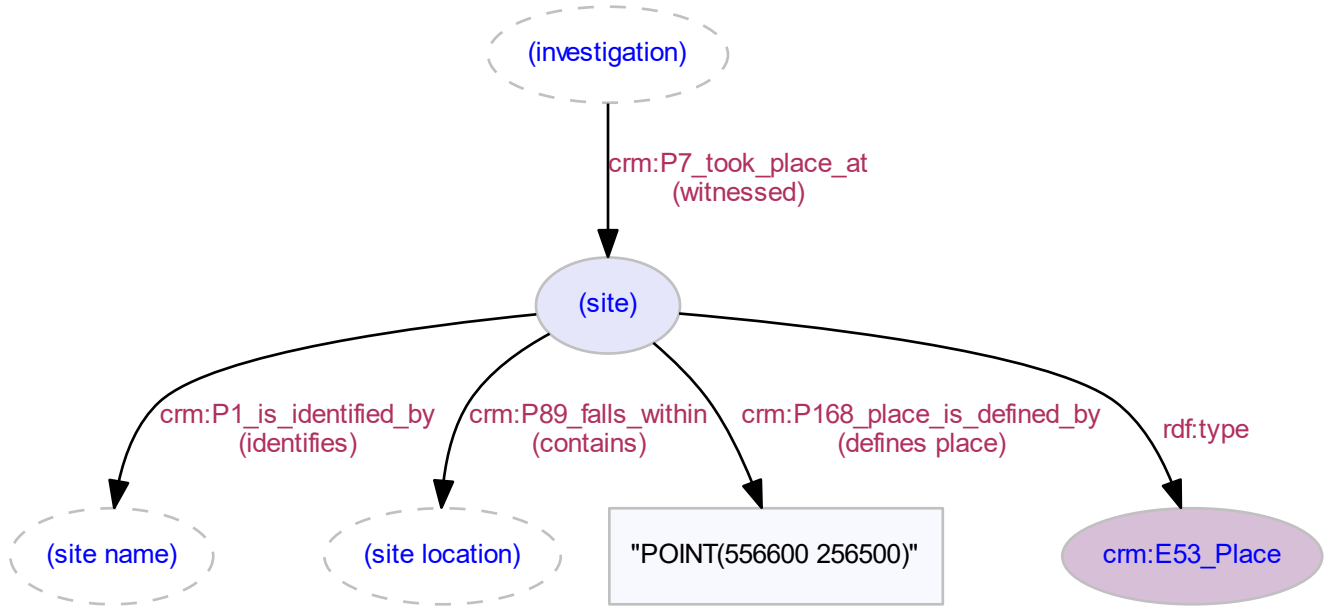 (investigation)
crm:P7_took_place_at
(witnessed)
(site)
crm:P1_is_identified_by
(identifies)
crm:P89_falls_within
(contains)
crm:P168_place_is_defined_by
(defines place)
rdf:type
(site name)
(site location)
"POINT(556600 256500)"
crm:E53_Place